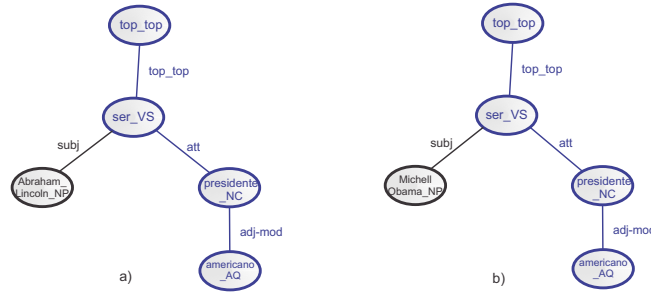 top_top
top_top
ser_VS
subj
att
Abraham_
Lincoln_NP
presidente
_NC
adj-mod
americano
_AQ
a)
top_top
top_top
ser_VS
subj
att
Michell
Obama_NP
presidente
_NC
adj-mod
americano
_AQ
b)